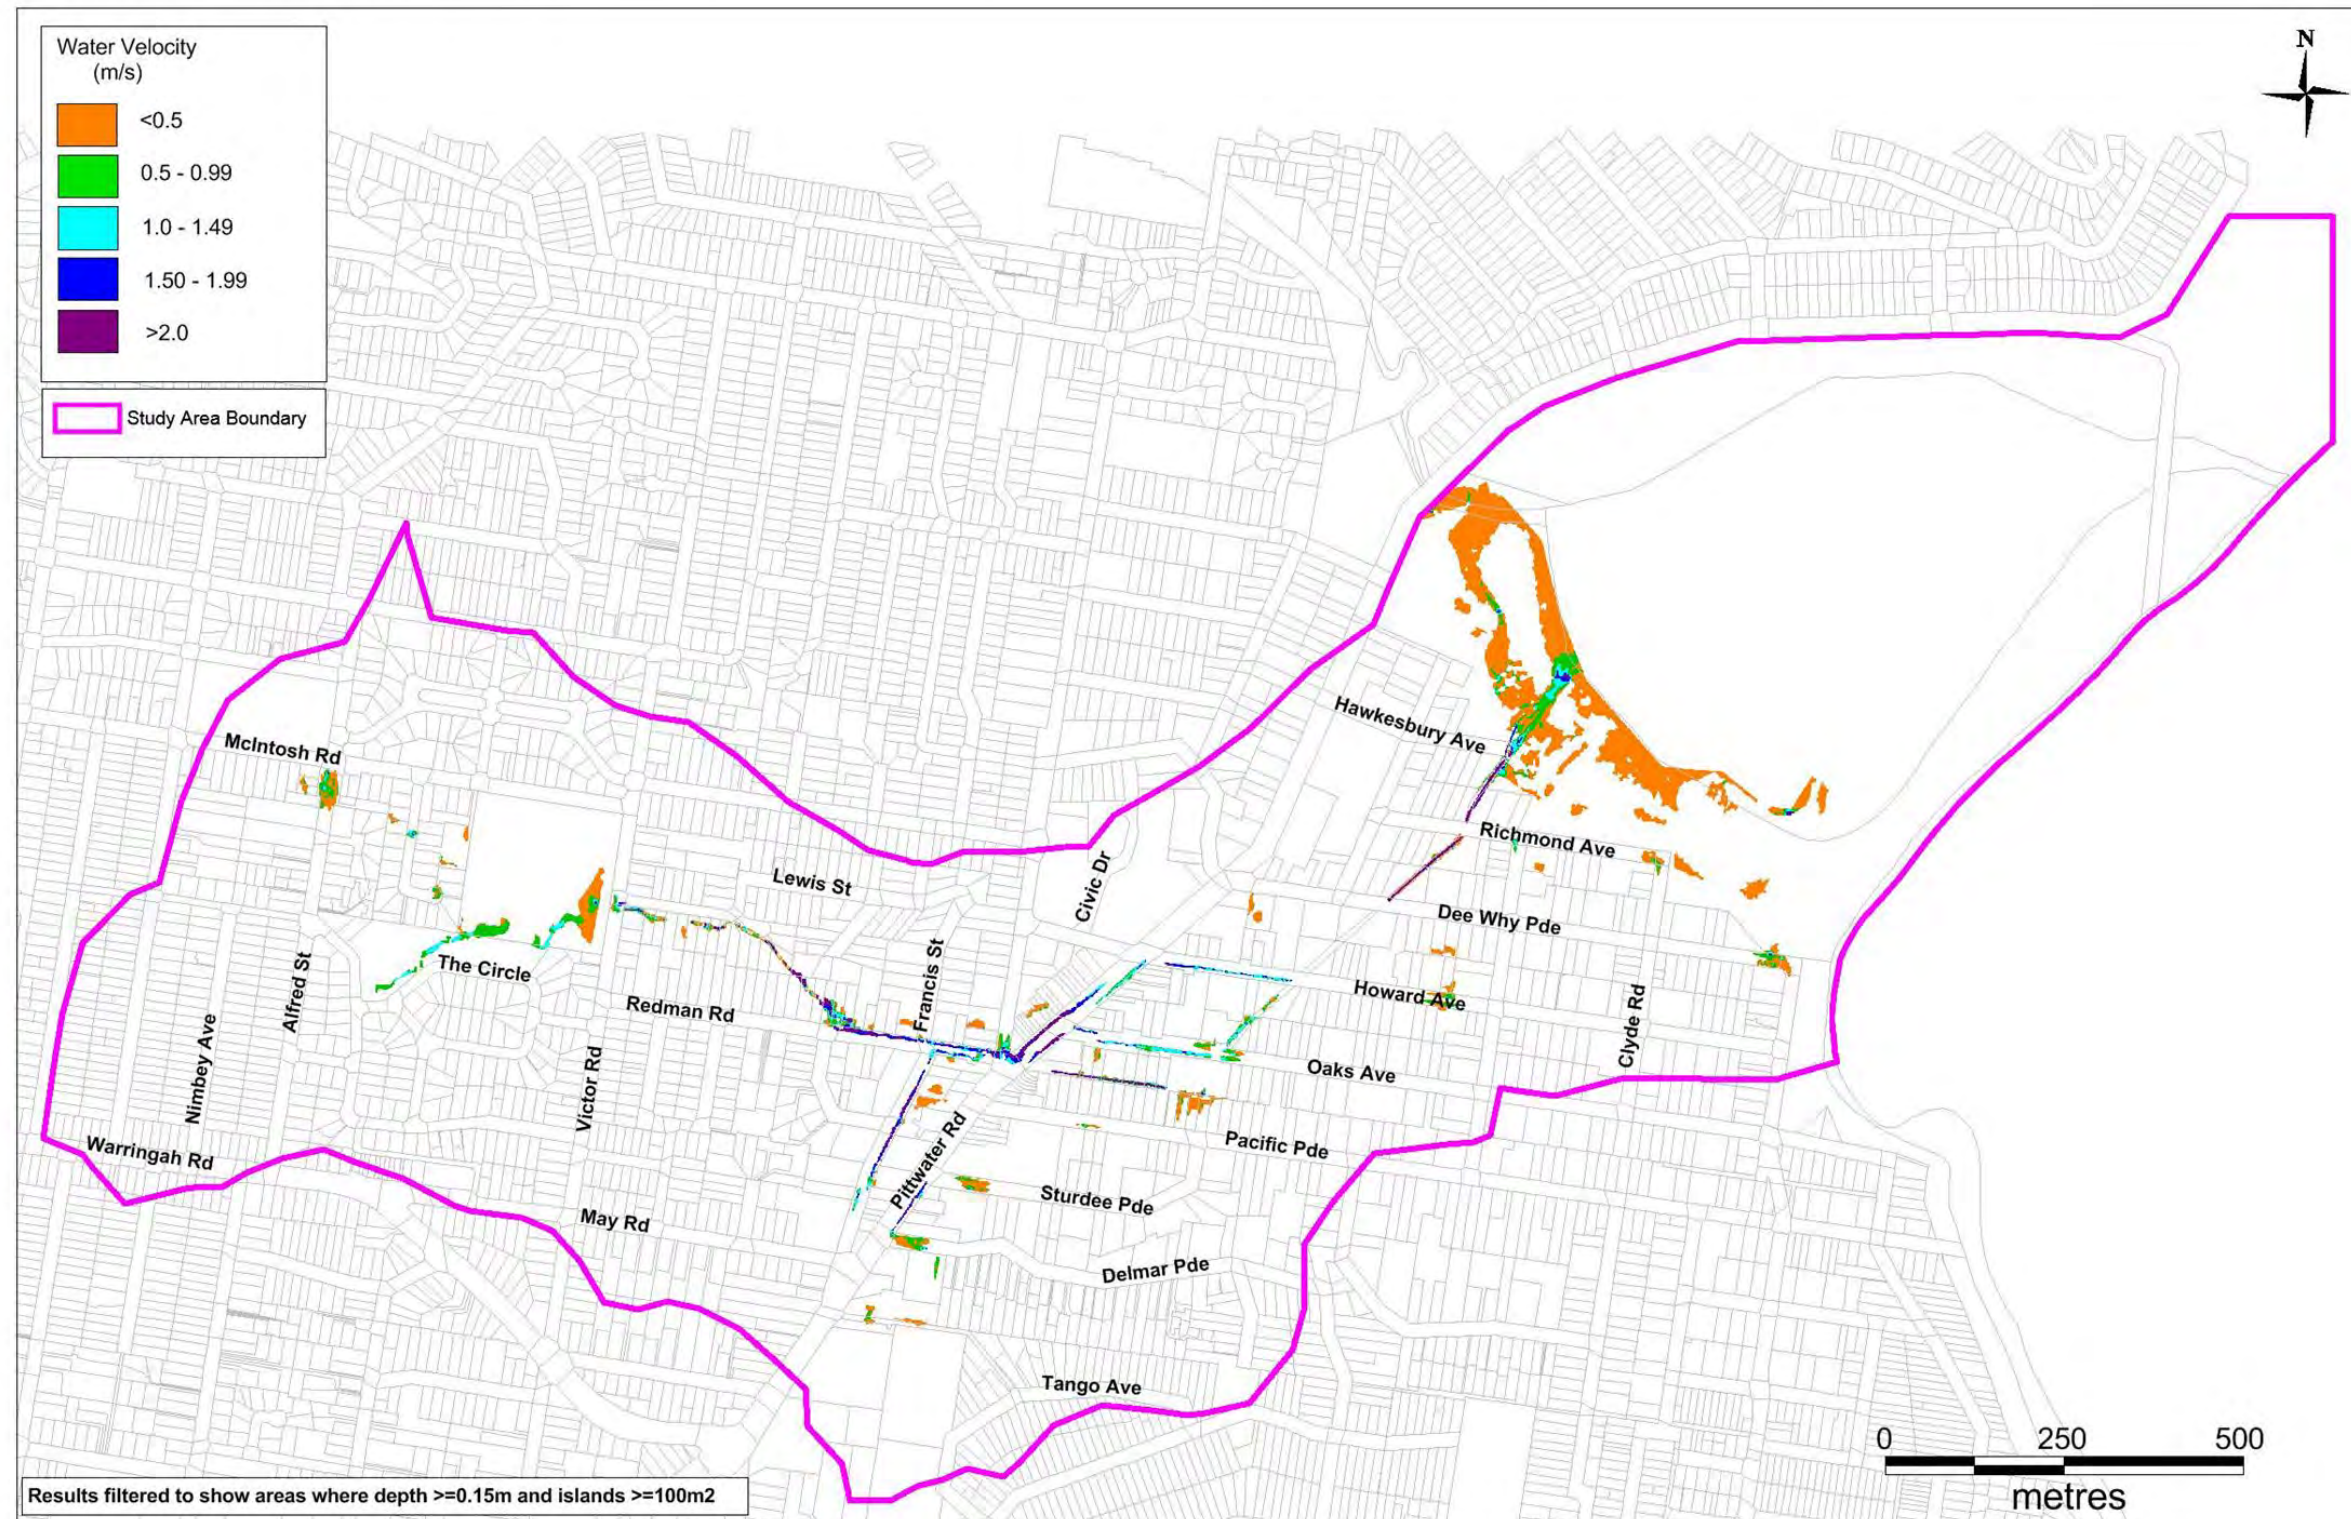 Water Velocity
(m/s)
<0.5
0.5 - 0.99
1.0 - 1.49
1.50 - 1.99
>2.0
Study Area Boundary
N
Hawkesbury Ave
McIntosh Rd
Richmond Ave
Lewis St
Civic Dr
Dee Why Pde
The Circle
Francis St
Alfred St
Howard Ave
Redman Rd
Clyde Rd
Nimbey Ave
Victor Rd
Oaks Ave
Pittwater Rd
Pacific Pde
Warringah Rd
Sturdee Pde
May Rd
Delmar Pde
Tango Ave
0 250 500
metres
Results filtered to show areas where depth >=0.15m and islands >=100m2